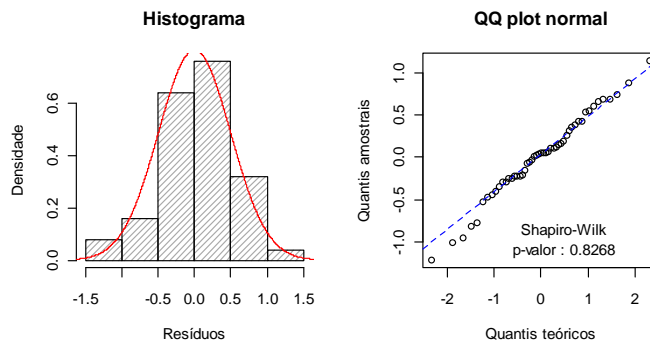 Histograma
Densidade
0.0 0.2 0.4 0.6
-1.5 -0.5 0.0 0.5 1.0 1.5
Resíduos
QQ plot normal
Quantis amostrais
-1.0 -0.5 0.0 0.5 1.0
Shapiro-Wilk
p-valor : 0.8268
-2 -1 0 1 2
Quantis teóricos